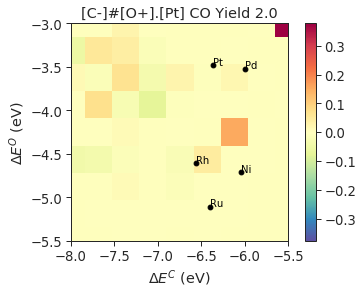 [C-]#[O+].[Pt] CO Yield 2.0
−3.0
−3.5
−4.0
−4.5
−5.0
−5.5
ΔE^O (eV)
Pt
Pd
Rh
Ni
Ru
−8.0 −7.5 −7.0 −6.5 −6.0 −5.5
ΔE^C (eV)
0.3
0.2
0.1
0.0
−0.1
−0.2
−0.3